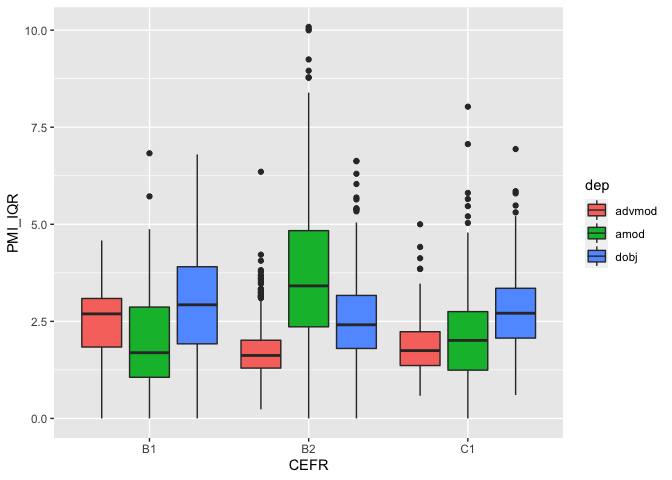 PMI_IQR
10.0
7.5
5.0
2.5
0.0
B1
B2
C1
CEFR
dep
advmod
amod
dobj